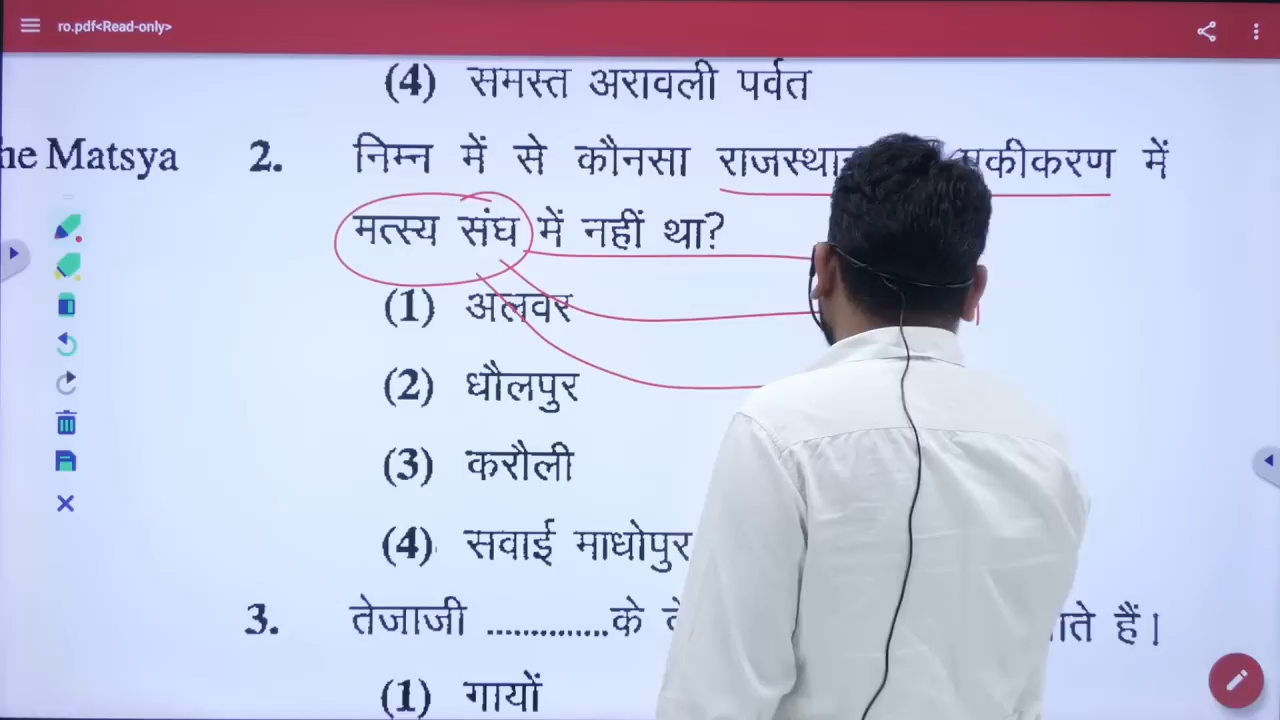 ro.pdf<Read-only>
(4) समस्त अरावली पर्वत
he Matsya 2. निम्न में से कौनसा में
मत्स्य संघ में नहीं था?
(1) अलवर
(2) धौलपुर
(3) करौली
(4) सवाई माधोपुर
3. तेजाजी ..............के हैं।
(1) गायों